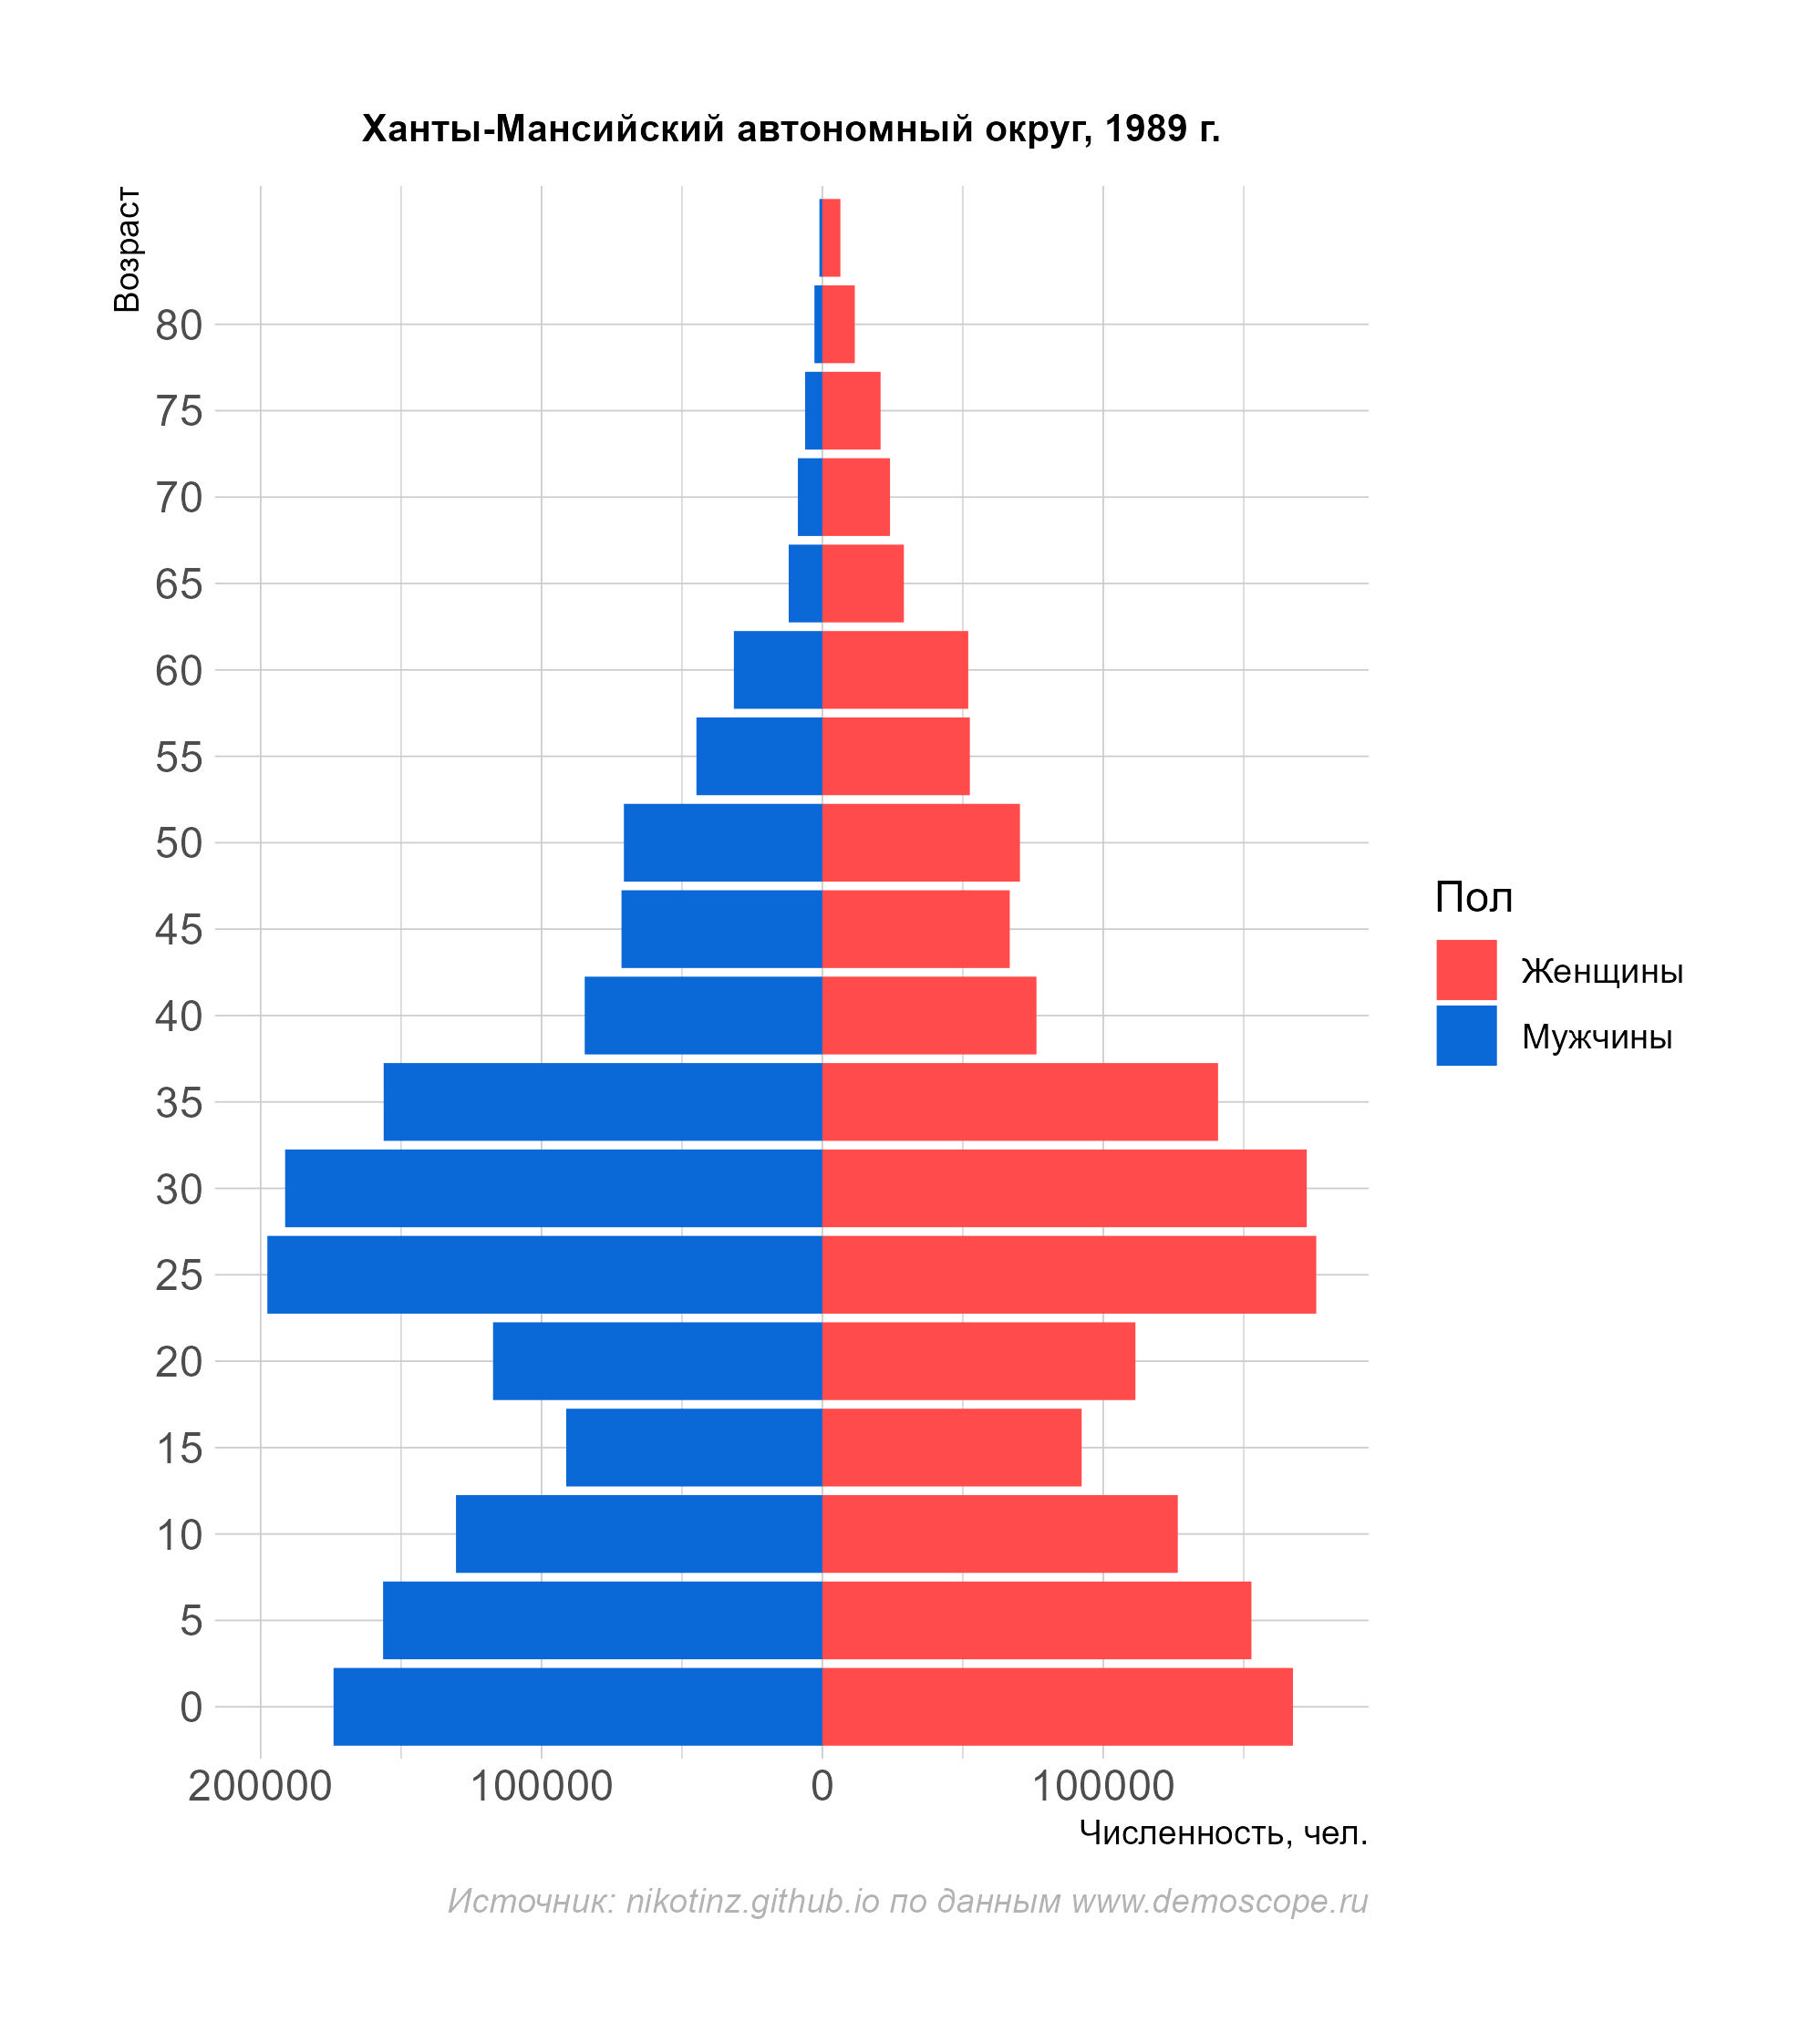 Ханты-Мансийский автономный округ, 1989 г.
Возраст
80
75
70
65
60
55
50
45
40
35
30
25
20
15
10
5
0
200000 100000 0 100000
Численность, чел.
Пол
Женщины
Мужчины
Источник: nikotinz.github.io по данным www.demoscope.ru